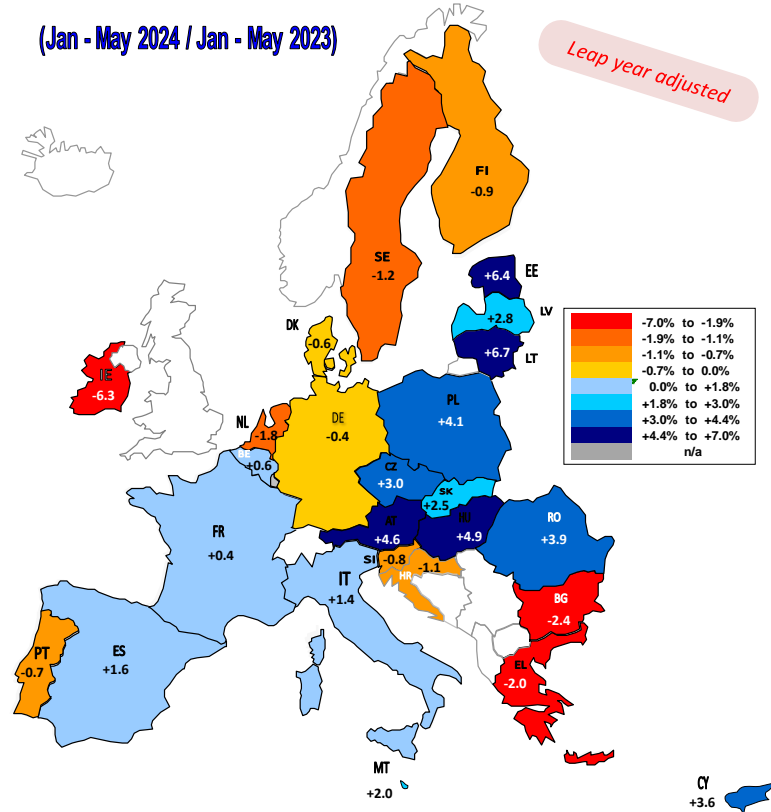 (Jan - May 2024 / Jan - May 2023)
Leap year adjusted
FI
-0.9
SE
-1.2
+6.4
EE
+2.8
LV
+6.7
LT
DK
-0.6
-7.0% to -1.9%
-1.9% to -1.1%
-1.1% to -0.7%
-0.7% to 0.0%
0.0% to +1.8%
+1.8% to +3.0%
+3.0% to +4.4%
+4.4% to +7.0%
n/a
IE
-6.3
NL
-1.8
BE
+0.6
DE
-0.4
PL
+4.1
CZ
+3.0
SK
+2.5
AT
+4.6
HU
+4.9
RO
+3.9
FR
+0.4
SI
-0.8
HR
-1.1
IT
+1.4
BG
-2.4
PT
-0.7
ES
+1.6
EL
-2.0
MT
+2.0
CY
+3.6